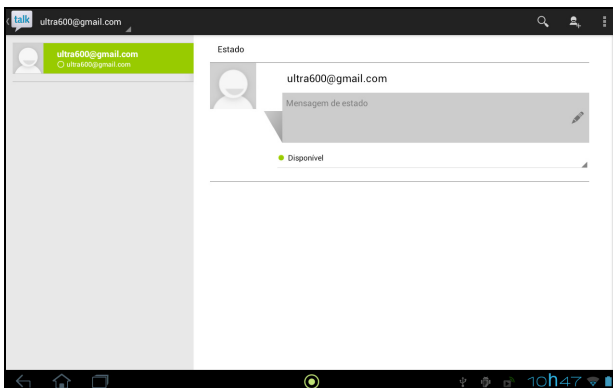 talk ultra600@gmail.com
ultra600@gmail.com
ultra600@gmail.com
Estado
ultra600@gmail.com
Mensagem de estado
Disponível
10h47